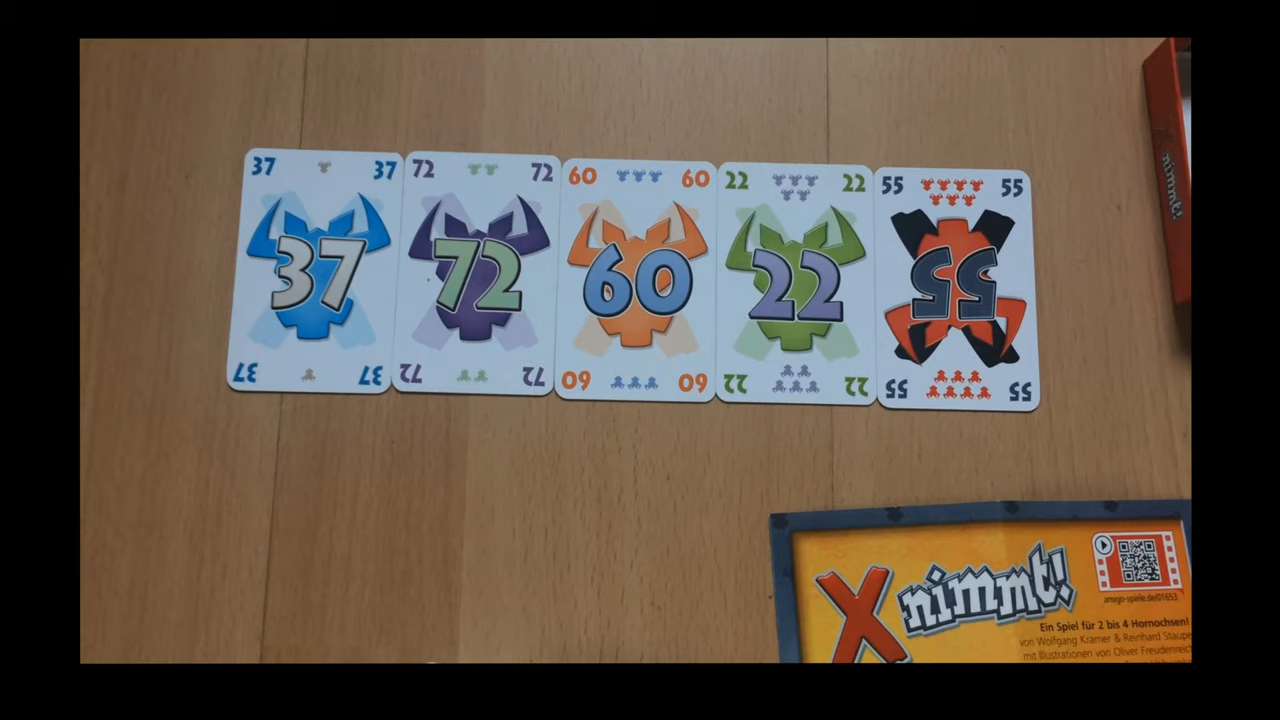 37 37 72 72 60 60 22 22 55 55
37 72 60 22 55
37 37 72 72 60 60 22 22 55 55
nimmt!
X nimmt!
amigo-spiele.de/01653
Ein Spiel für 2 bis 4 Hornochsen!
von Wolfgang Kramer & Reinhard Staupe
mit Illustrationen von Oliver Freudenreich